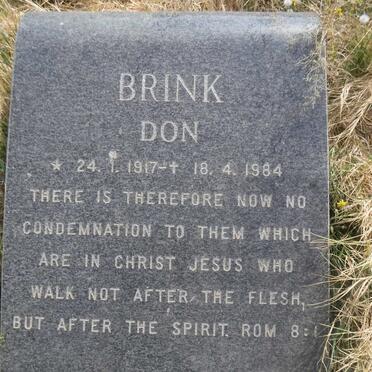 BRINK
DON
* 24. 1. 1917 - † 18. 4. 1984
THERE IS THEREFORE NOW NO
CONDEMNATION TO THEM WHICH
ARE IN CHRIST JESUS WHO
WALK NOT AFTER THE FLESH,
BUT AFTER THE SPIRIT. ROM 8:1